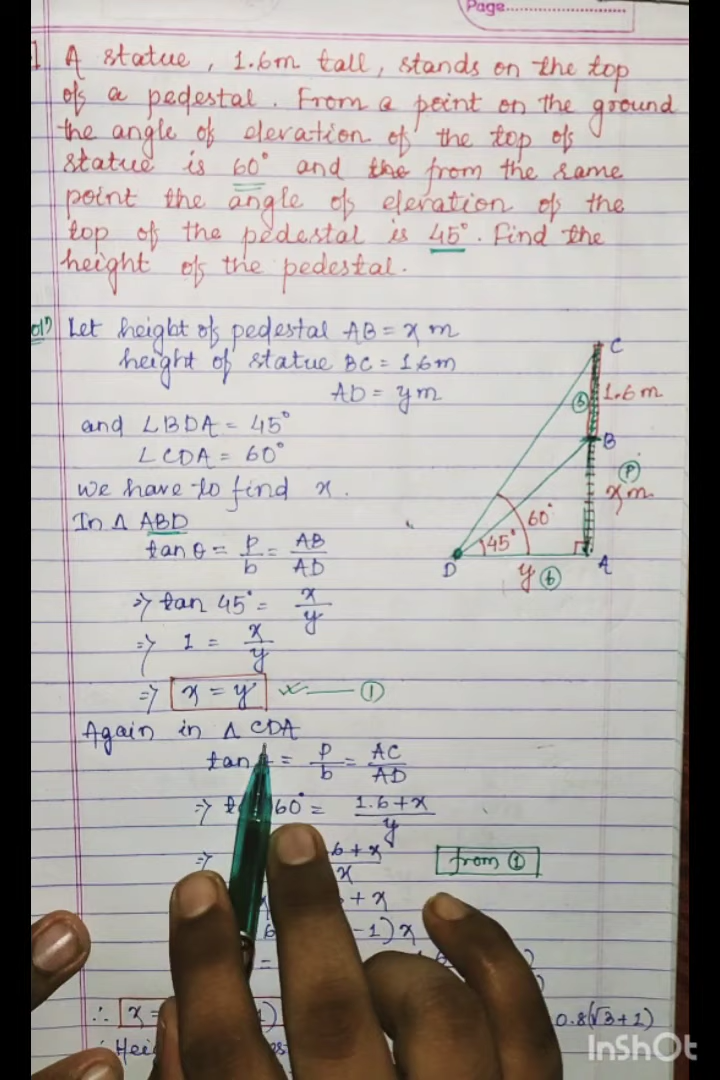 Page
1 A statue, 1.6m tall, stands on the top
of a pedestal. From a point on the ground
the angle of elevation of the top of
statue is 60° and the from the same
point the angle of elevation of the
top of the pedestal is 45°. Find the
height of the pedestal.
Let height of pedestal AB = x m
height of statue BC = 1.6m
AD = y m
and ∠BDA = 45°
∠CDA = 60°
we have to find x.
In Δ ABD
tan θ = p/b = AB/AD
⇒ tan 45° = x/y
⇒ 1 = x/y
⇒ x = y ①
Again in Δ CDA
tan = p/b = AC/AD
⇒ 60° = 1.6+x/y
⇒ 6+x/x from ①
+ x
-1)x
=
∴ x = 1) 0.8(√3+1)
∴ Hei
C
1.6m
B
ⓟ
x m
60°
45°
D
y ⓑ
A
InShOt